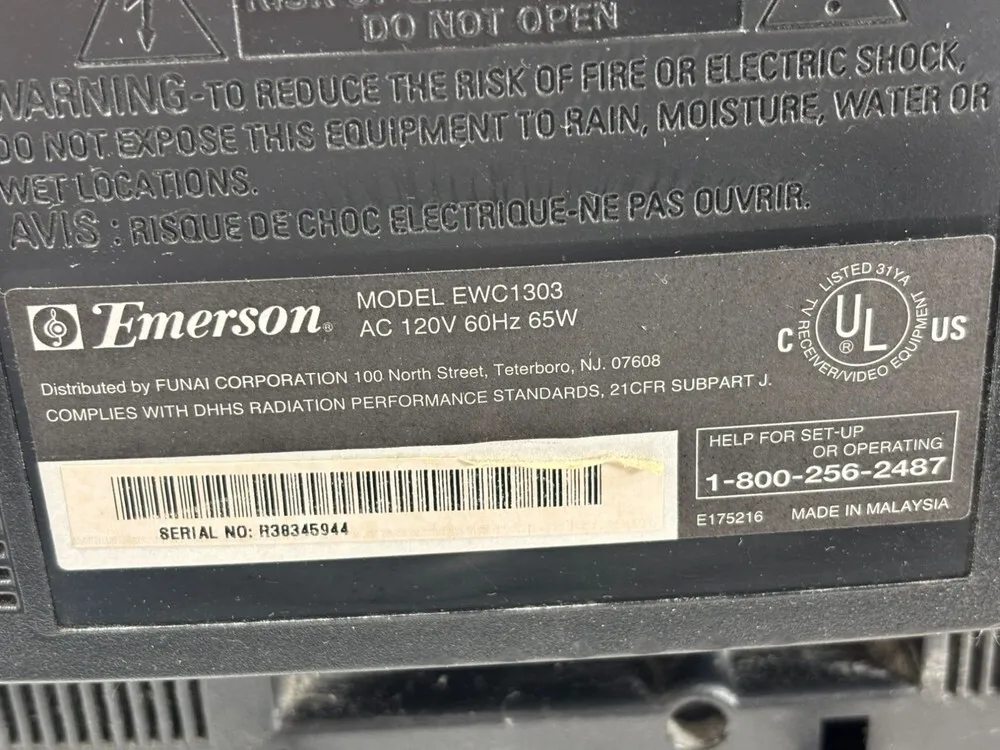 DO NOT OPEN
WARNING-TO REDUCE THE RISK OF FIRE OR ELECTRIC SHOCK,
DO NOT EXPOSE THIS EQUIPMENT TO RAIN, MOISTURE, WATER OR
WET LOCATIONS.
AVIS : RISQUE DE CHOC ELECTRIQUE-NE PAS OUVRIR.
Emerson®
MODEL EWC1303
AC 120V 60Hz 65W
Distributed by FUNAI CORPORATION 100 North Street, Teterboro, NJ. 07608
COMPLIES WITH DHHS RADIATION PERFORMANCE STANDARDS, 21CFR SUBPART J.
LISTED 31YA
C UL® US
TV RECEIVER/VIDEO EQUIPMENT
HELP FOR SET-UP
OR OPERATING
1-800-256-2487
E175216 MADE IN MALAYSIA
SERIAL NO: R38345944